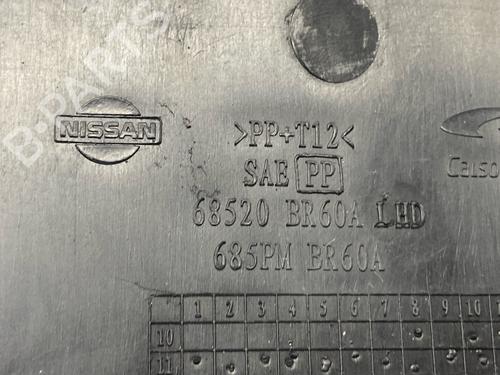 B-PARTS
NISSAN
>PP+T12<
SAE PP
Calso
68520 BR60A LHD
685PM BR60A
1 2 3 4 5 6 7 8 9 10
10
11